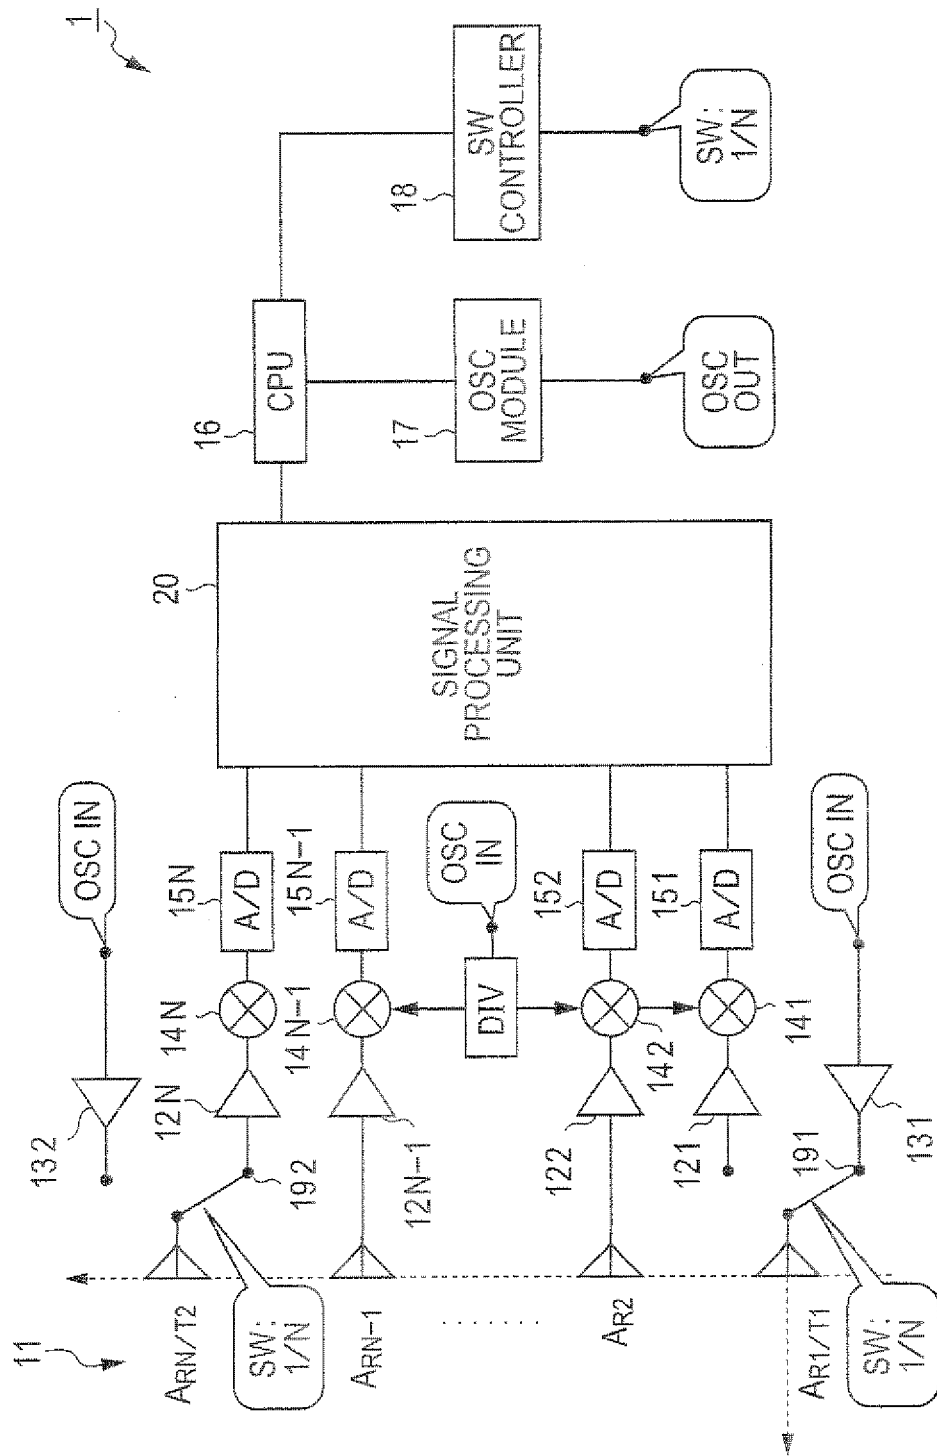 1
11
132
OSC IN
ARN/T2
SW:
1/N
192
12N
14N
15N
A/D
20
ARN-1
12N-1
14N-1
15N-1
A/D
DIV
OSC
IN
SIGNAL
PROCESSING
UNIT
16
CPU
17
OSC
MODULE
OSC
OUT
18
SW
CONTROLLER
SW:
1/N
. . . . . . .
AR2
122
142
152
A/D
121
141
151
A/D
AR1/T1
SW:
1/N
191
131
OSC IN